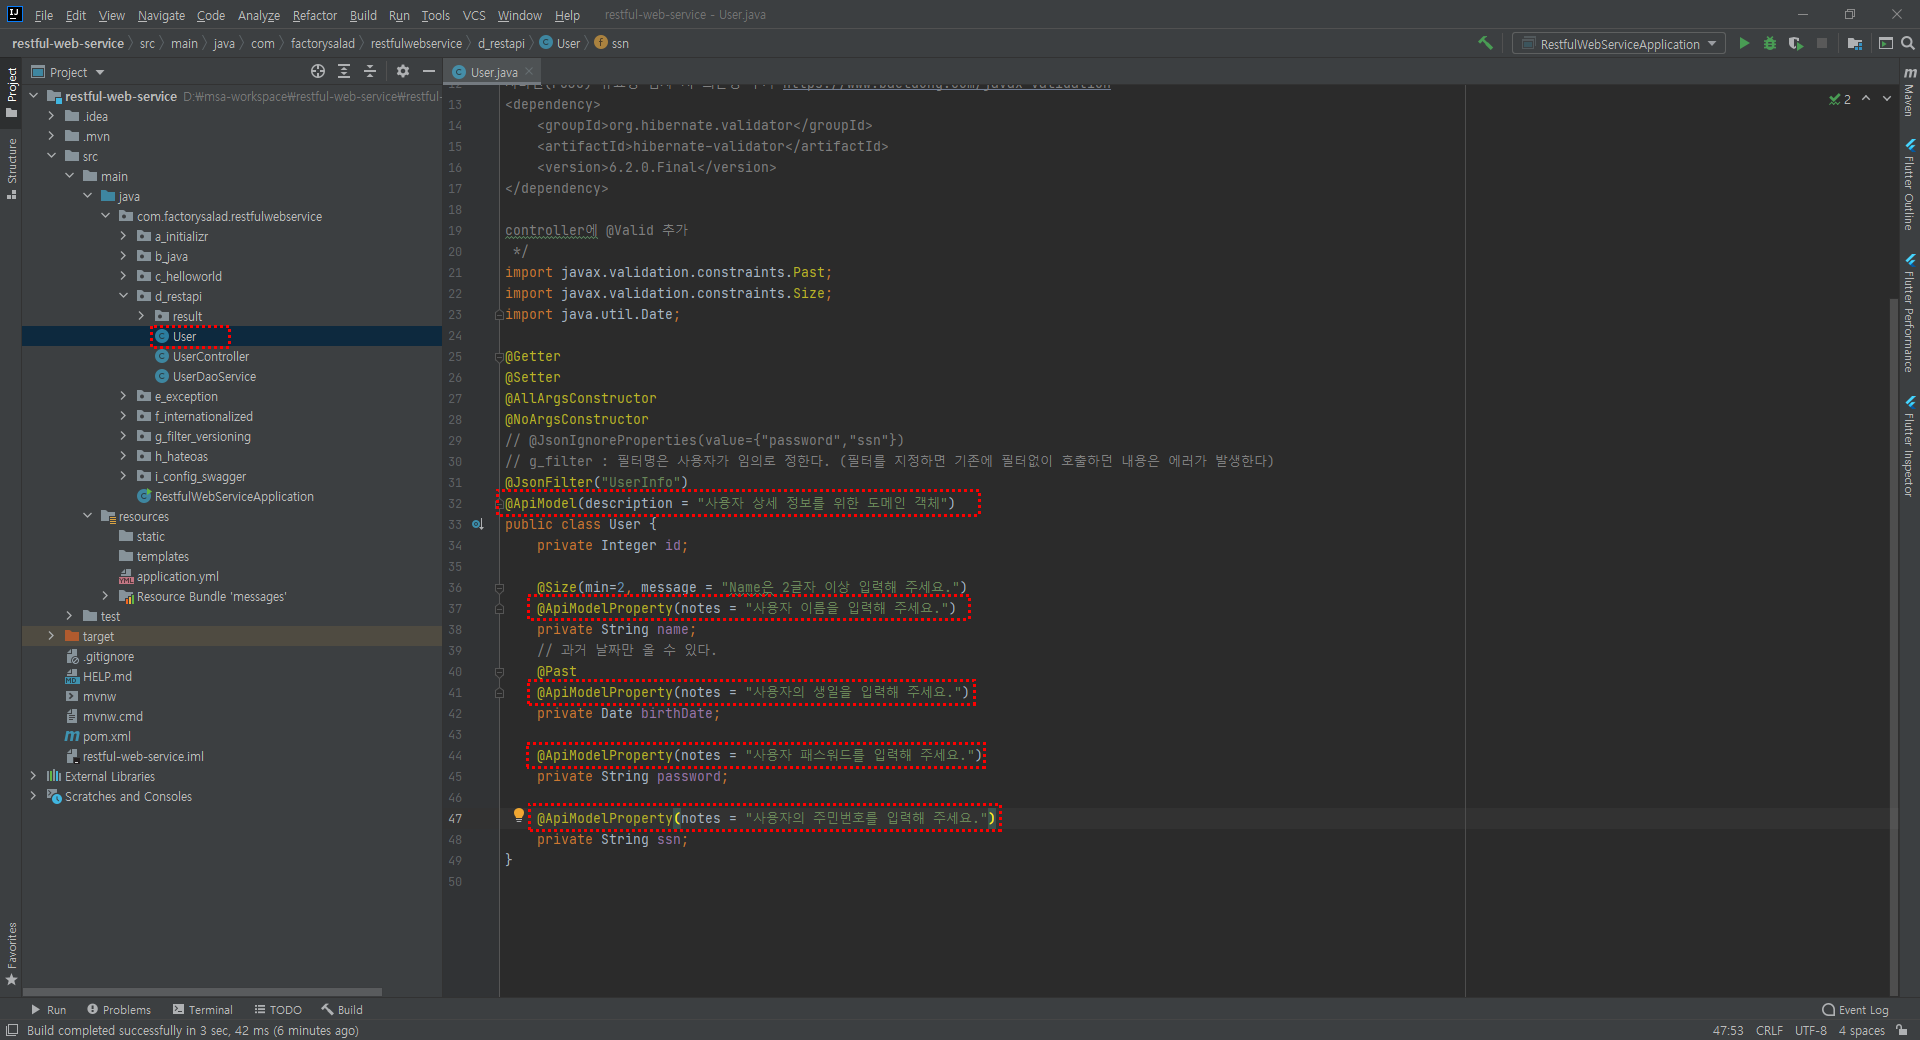 File Edit View Navigate Code Analyze Refactor Build Run Tools VCS Window Help restful-web-service - User.java
restful-web-service src main java com factorysalad restfulwebservice d_restapi User ssn
RestfulWebServiceApplication
Project
User.java
restful-web-service D:₩msa-workspace₩restful-web-service₩restful-
.idea
.mvn
src
main
java
com.factorysalad.restfulwebservice
a_initializr
b_java
c_helloworld
d_restapi
result
User
UserController
UserDaoService
e_exception
f_internationalized
g_filter_versioning
h_hateoas
i_config_swagger
RestfulWebServiceApplication
resources
static
templates
application.yml
Resource Bundle 'messages'
test
target
.gitignore
HELP.md
mvnw
mvnw.cmd
pom.xml
restful-web-service.iml
External Libraries
Scratches and Consoles
Project
Structure
Favorites
13 <dependency>
14 <groupId>org.hibernate.validator</groupId>
15 <artifactId>hibernate-validator</artifactId>
16 <version>6.2.0.Final</version>
17 </dependency>
18
19 controller에 @Valid 추가
20 */
21 import javax.validation.constraints.Past;
22 import javax.validation.constraints.Size;
23 import java.util.Date;
24
25 @Getter
26 @Setter
27 @AllArgsConstructor
28 @NoArgsConstructor
29 // @JsonIgnoreProperties(value={"password","ssn"})
30 // g_filter : 필터명은 사용자가 임의로 정한다. (필터를 지정하면 기존에 필터없이 호출하던 내용은 에러가 발생한다)
31 @JsonFilter("UserInfo")
32 @ApiModel(description = "사용자 상세 정보를 위한 도메인 객체")
33 public class User {
34 private Integer id;
35
36 @Size(min=2, message = "Name은 2글자 이상 입력해 주세요.")
37 @ApiModelProperty(notes = "사용자 이름을 입력해 주세요.")
38 private String name;
39 // 과거 날짜만 올 수 있다.
40 @Past
41 @ApiModelProperty(notes = "사용자의 생일을 입력해 주세요.")
42 private Date birthDate;
43
44 @ApiModelProperty(notes = "사용자 패스워드를 입력해 주세요.")
45 private String password;
46
47 @ApiModelProperty(notes = "사용자의 주민번호를 입력해 주세요.")
48 private String ssn;
49 }
50
2
Maven
Flutter Outline
Flutter Performance
Flutter Inspector
Run Problems Terminal TODO Build Event Log
Build completed successfully in 3 sec, 42 ms (6 minutes ago) 47:53 CRLF UTF-8 4 spaces